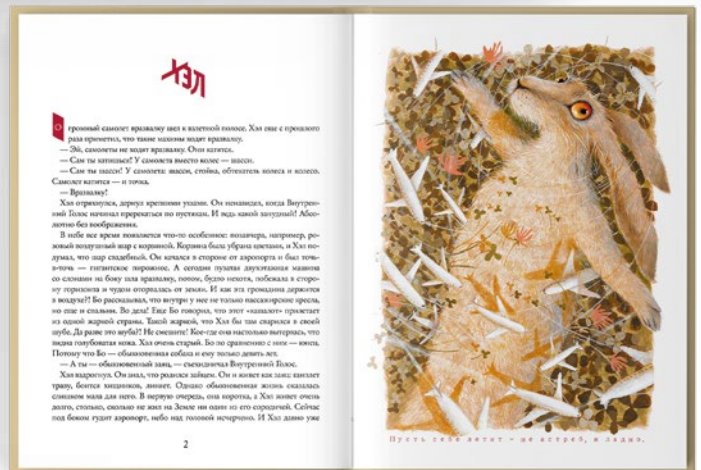 ХЭЛ
Огромный самолет вразвалку шел к взлетной полосе. Хэл еще с прошлого
раза приметил, что такие махины ходят вразвалку.
— Эй, самолеты не ходят вразвалку. Они катятся.
— Сам ты катишься! У самолета вместо колес — шасси.
— Сам ты шасси! У самолета: шасси, стойка, обтекатель колеса и колесо.
Самолет катится — и точка.
— Вразвалку!
Хэл отряхнулся, дернул крепкими ушами. Он ненавидел, когда Внутрен-
ний Голос начинал пререкаться по пустякам. И ведь какой занудный! Абсо-
лютно без воображения.
В небе все время появляется что-то особенное: позавчера, например, ро-
зовый воздушный шар с корзиной. Корзина была убрана цветами, и Хэл по-
думал, что шар свадебный. Он качался в стороне от аэропорта и был точь-
в-точь — гигантское пирожное. А сегодня пузатая двухэтажная машина
со слонами на боку шла вразвалку, потом, будто нехотя, побежала в сторо-
ну горизонта и чудом оторвалась от земли. И как эта громадина держится
в воздухе?! Бо рассказывал, что внутри у нее не только пассажирские кресла,
но еще и спальни. Во дела! Еще Бо говорил, что этот «кашалот» прилетает
из одной жаркой страны. Такой жаркой, что Хэл бы там сварился в своей
шубе. Да разве это шуба?! Не смешите! Кое-где она настолько вытерлась, что
видна голубоватая кожа. Хэл очень старый. Бо по сравнению с ним — юнец.
Потому что Бо — обыкновенная собака и ему только девять лет.
— А ты — обыкновенный заяц, — съехидничал Внутренний Голос.
Хэл вздрогнул. Он знал, что родился зайцем. Он и живет как заяц: щиплет
траву, боится хищников, линяет. Однако обыкновенная жизнь оказалась
слишком мала для него. В первую очередь, она коротка, а Хэл живет очень
долго, столько, сколько не жил на Земле ни один из его сородичей. Сейчас
под боком гудит аэропорт, небо над головой исчерчено. И Хэл давно уже
2
Пусть себе летит – не ястреб, и ладно.